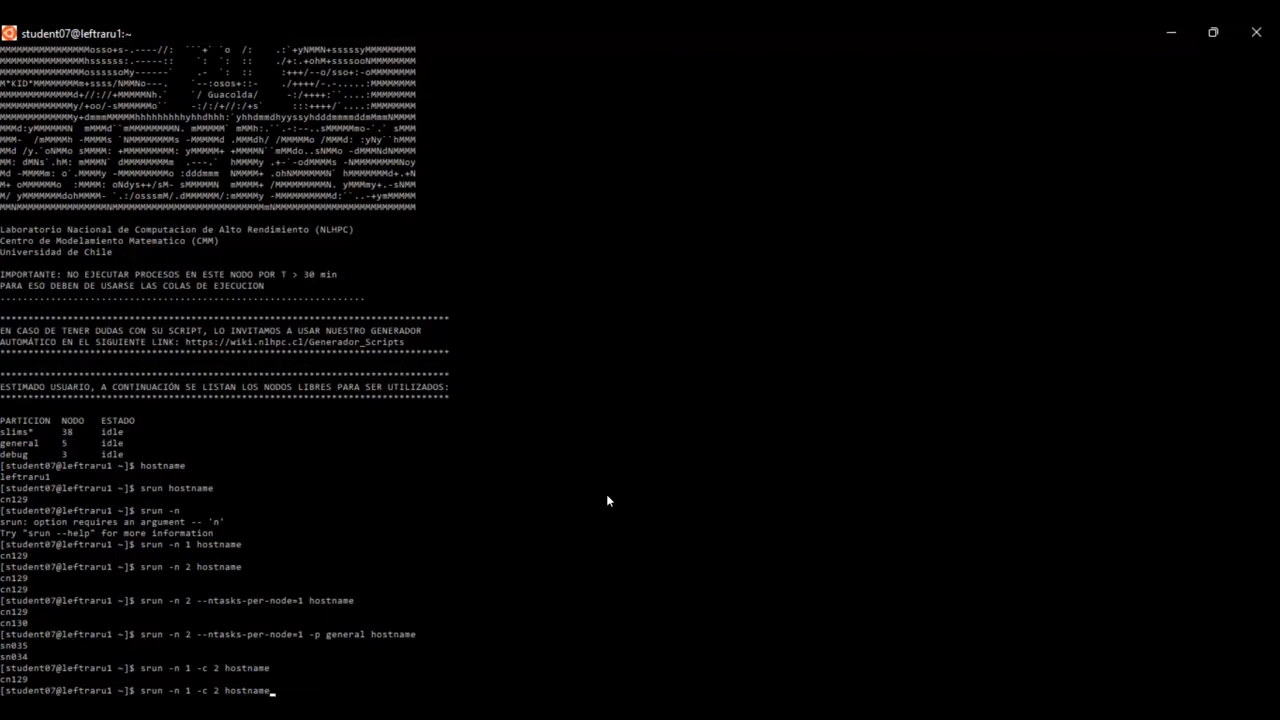 student07@leftraru1:~
Guacolda/
Laboratorio Nacional de Computacion de Alto Rendimiento (NLHPC)
Centro de Modelamiento Matematico (CMM)
Universidad de Chile
IMPORTANTE: NO EJECUTAR PROCESOS EN ESTE NODO POR T > 30 min
PARA ESO DEBEN DE USARSE LAS COLAS DE EJECUCION
EN CASO DE TENER DUDAS CON SU SCRIPT, LO INVITAMOS A USAR NUESTRO GENERADOR
AUTOMÁTICO EN EL SIGUIENTE LINK: https://wiki.nlhpc.cl/Generador_Scripts
ESTIMADO USUARIO, A CONTINUACIÓN SE LISTAN LOS NODOS LIBRES PARA SER UTILIZADOS:
PARTICION NODO ESTADO
slims* 38 idle
general 5 idle
debug 3 idle
[student07@leftraru1 ~]$ hostname
leftraru1
[student07@leftraru1 ~]$ srun hostname
cn129
[student07@leftraru1 ~]$ srun -n
srun: option requires an argument -- 'n'
Try "srun --help" for more information
[student07@leftraru1 ~]$ srun -n 1 hostname
cn129
[student07@leftraru1 ~]$ srun -n 2 hostname
cn129
cn129
[student07@leftraru1 ~]$ srun -n 2 --ntasks-per-node=1 hostname
cn129
cn130
[student07@leftraru1 ~]$ srun -n 2 --ntasks-per-node=1 -p general hostname
sn035
sn034
[student07@leftraru1 ~]$ srun -n 1 -c 2 hostname
cn129
[student07@leftraru1 ~]$ srun -n 1 -c 2 hostname